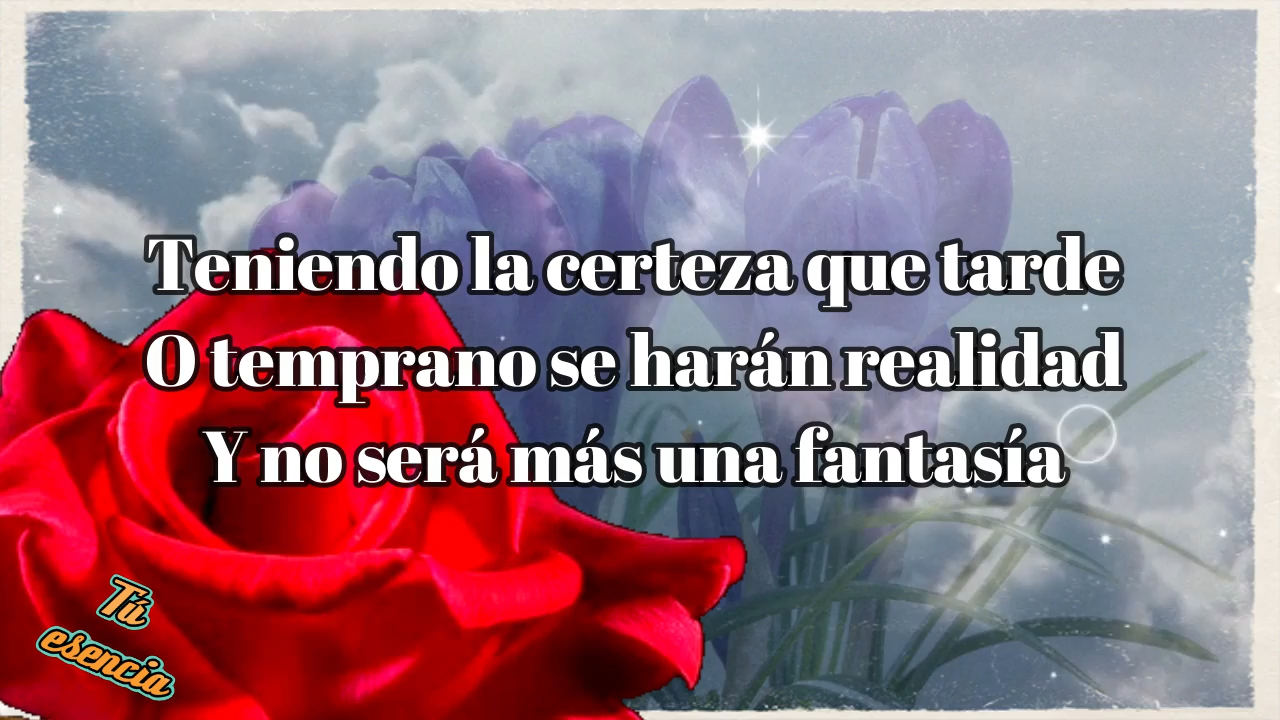 Teniendo la certeza que tarde
O temprano se harán realidad
Y no será más una fantasía
Tú
esencia